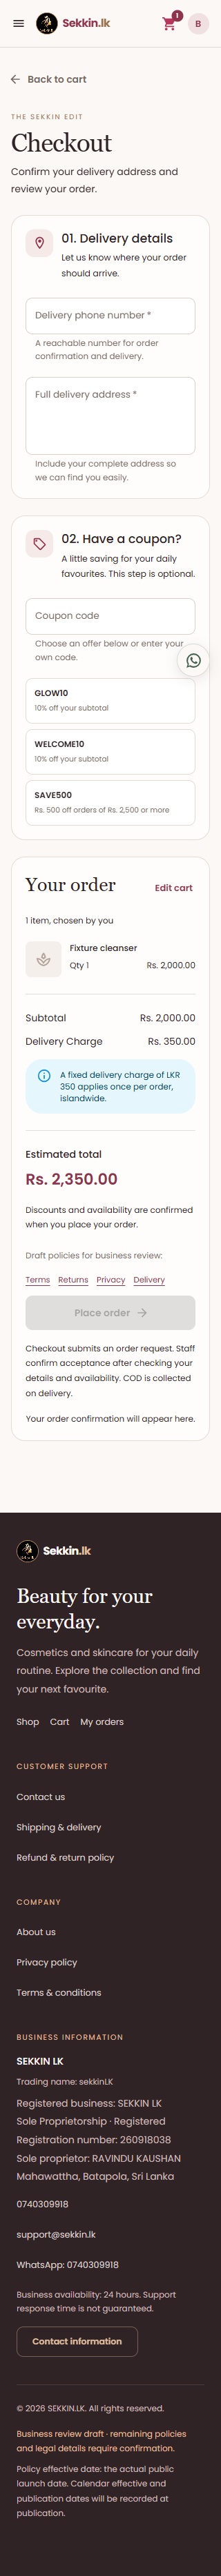 Sekkin.lk
1
B
Back to cart
THE SEKKIN EDIT
Checkout
Confirm your delivery address and
review your order.
01. Delivery details
Let us know where your order
should arrive.
Delivery phone number *
A reachable number for order
confirmation and delivery.
Full delivery address *
Include your complete address so
we can find you easily.
02. Have a coupon?
A little saving for your daily
favourites. This step is optional.
Coupon code
Choose an offer below or enter your
own code.
GLOW10
10% off your subtotal
WELCOME10
10% off your subtotal
SAVE500
Rs. 500 off orders of Rs. 2,500 or more
Your order
Edit cart
1 item, chosen by you
Fixture cleanser
Qty 1 Rs. 2,000.00
Subtotal Rs. 2,000.00
Delivery Charge Rs. 350.00
A fixed delivery charge of LKR
350 applies once per order,
islandwide.
Estimated total
Rs. 2,350.00
Discounts and availability are confirmed
when you place your order.
Draft policies for business review:
Terms Returns Privacy Delivery
Place order
Checkout submits an order request. Staff
confirm acceptance after checking your
details and availability. COD is collected
on delivery.
Your order confirmation will appear here.
Sekkin.lk
Beauty for your
everyday.
Cosmetics and skincare for your daily
routine. Explore the collection and find
your next favourite.
Shop Cart My orders
CUSTOMER SUPPORT
Contact us
Shipping & delivery
Refund & return policy
COMPANY
About us
Privacy policy
Terms & conditions
BUSINESS INFORMATION
SEKKIN LK
Trading name: sekkinLK
Registered business: SEKKIN LK
Sole Proprietorship · Registered
Registration number: 260918038
Sole proprietor: RAVINDU KAUSHAN
Mahawattha, Batapola, Sri Lanka
0740309918
support@sekkin.lk
WhatsApp: 0740309918
Business availability: 24 hours. Support
response time is not guaranteed.
Contact information
© 2026 SEKKIN.LK. All rights reserved.
Business review draft · remaining policies
and legal details require confirmation.
Policy effective date: the actual public
launch date. Calendar effective and
publication dates will be recorded at
publication.